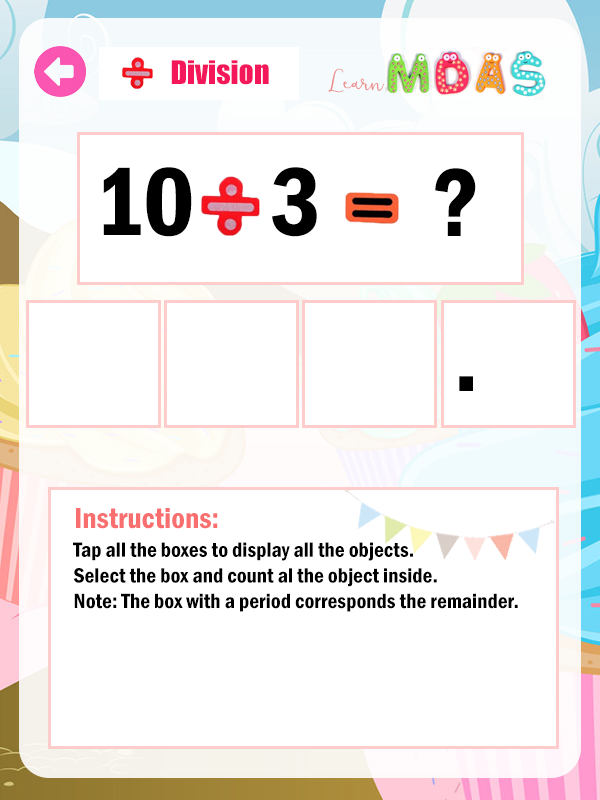 ÷ Division
Learn MDAS
10 ÷ 3 = ?
.
Instructions:
Tap all the boxes to display all the objects.
Select the box and count al the object inside.
Note: The box with a period corresponds the remainder.